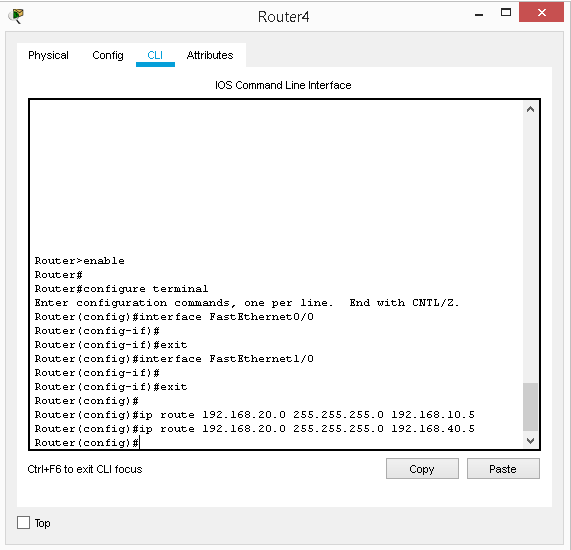 Router4
Physical Config CLI Attributes
IOS Command Line Interface
Router>enable
Router#
Router#configure terminal
Enter configuration commands, one per line.  End with CNTL/Z.
Router(config)#interface FastEthernet0/0
Router(config-if)#
Router(config-if)#exit
Router(config)#interface FastEthernet1/0
Router(config-if)#
Router(config-if)#exit
Router(config)#
Router(config)#ip route 192.168.20.0 255.255.255.0 192.168.10.5
Router(config)#ip route 192.168.20.0 255.255.255.0 192.168.40.5
Router(config)#
Ctrl+F6 to exit CLI focus
Copy Paste
Top